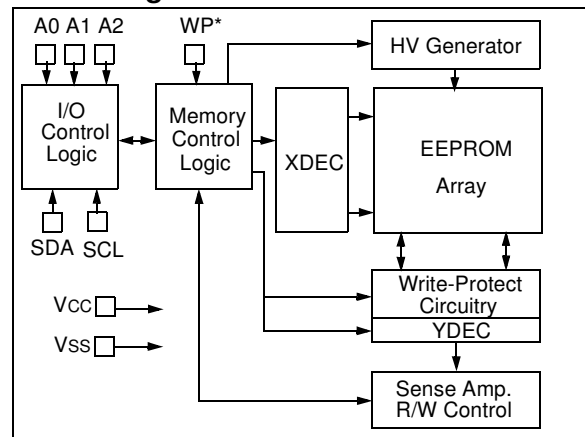 A0 A1 A2
WP*
HV Generator
I/O
Control
Logic
Memory
Control
Logic
XDEC
EEPROM
Array
SDA SCL
Write-Protect
Circuitry
YDEC
VCC
VSS
Sense Amp.
R/W Control